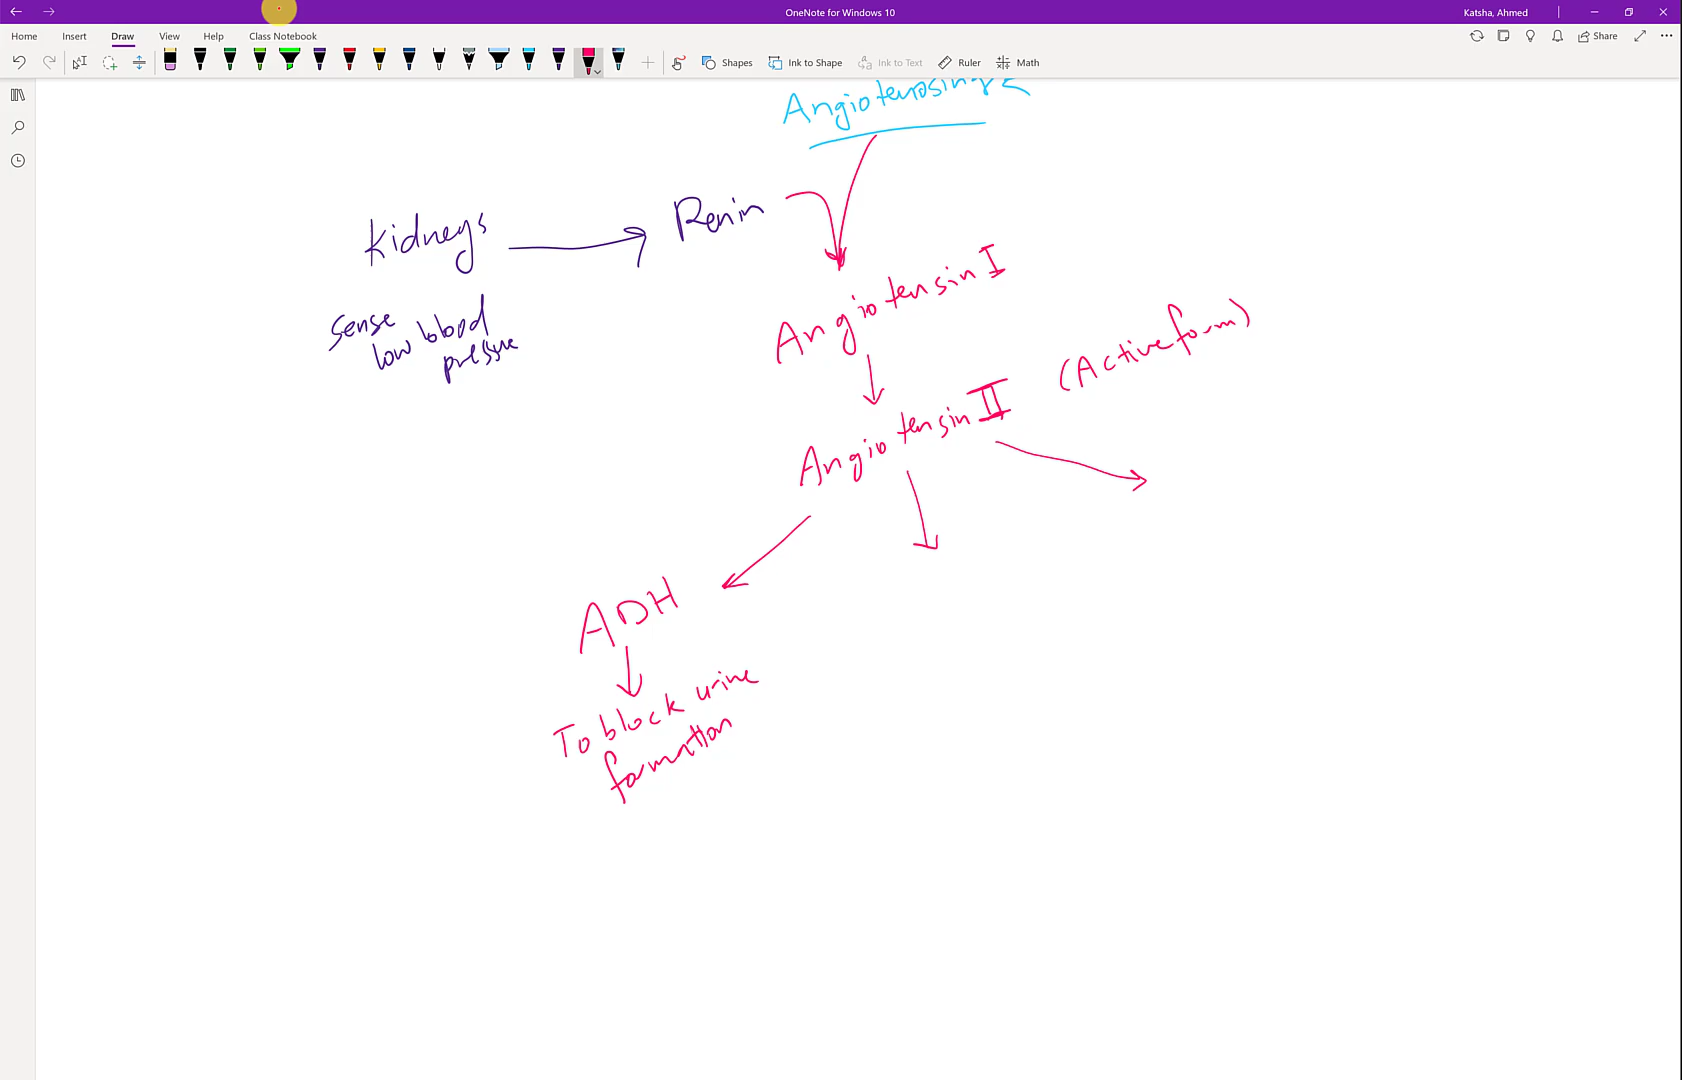 OneNote for Windows 10
Katsha, Ahmed
Home Insert Draw View Help Class Notebook
Share
Shapes Ink to Shape Ink to Text Ruler Math
Kidneys
Renin
Angiotensin I
sense
low blood
pressure
(Active form)
Angiotensin II
ADH
To block urine
formation